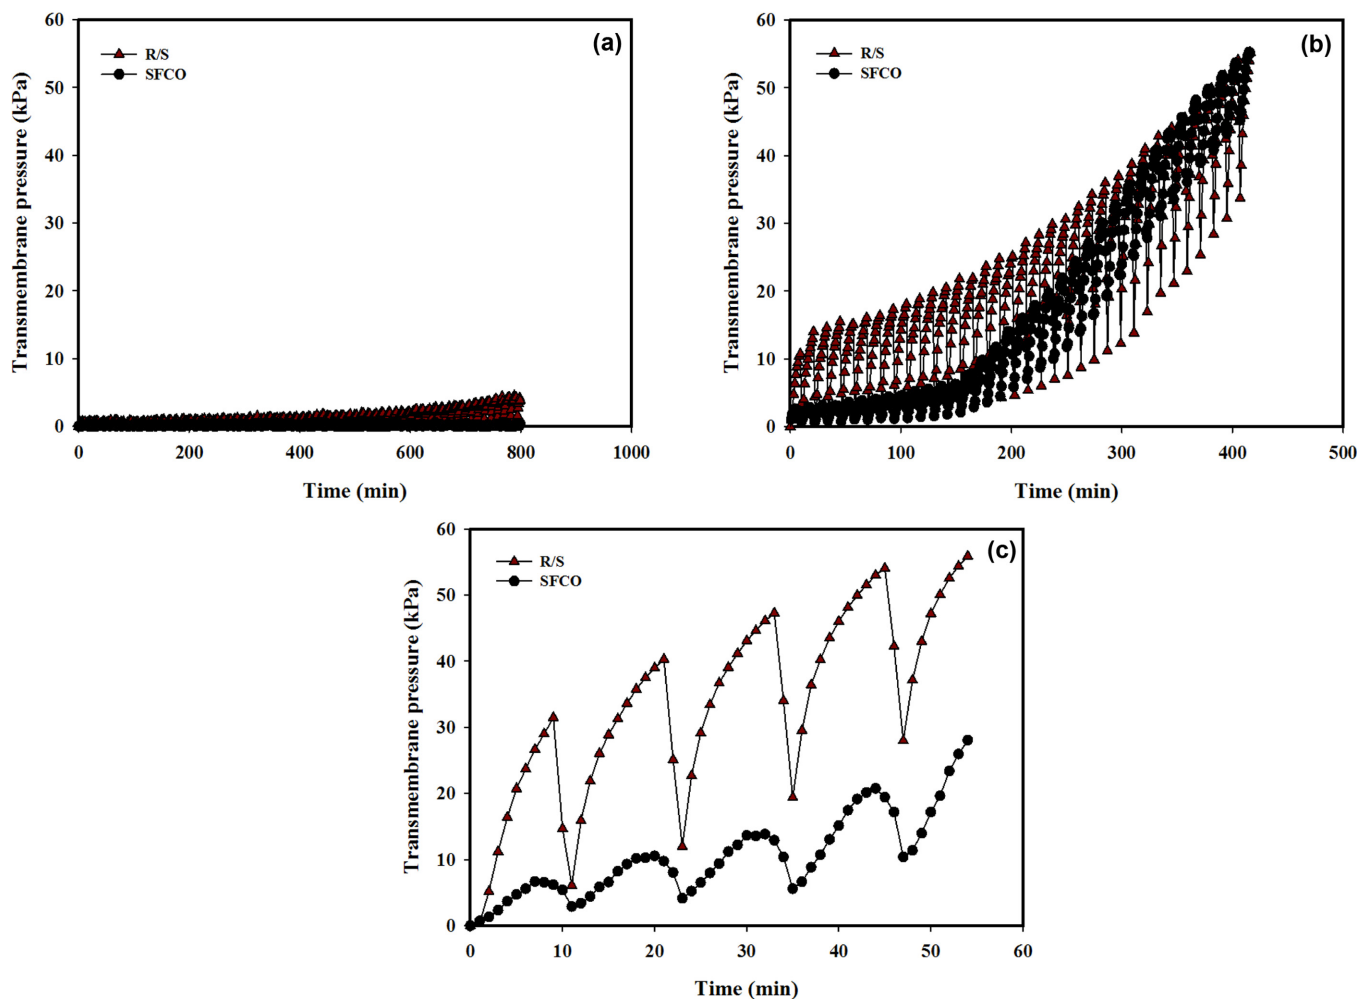 (a)
R/S
SFCO
Transmembrane pressure (kPa)
60
50
40
30
20
10
0
0 200 400 600 800 1000
Time (min)
(b)
R/S
SFCO
Transmembrane pressure (kPa)
60
50
40
30
20
10
0
0 100 200 300 400 500
Time (min)
(c)
R/S
SFCO
Transmembrane pressure (kPa)
60
50
40
30
20
10
0
0 10 20 30 40 50 60
Time (min)